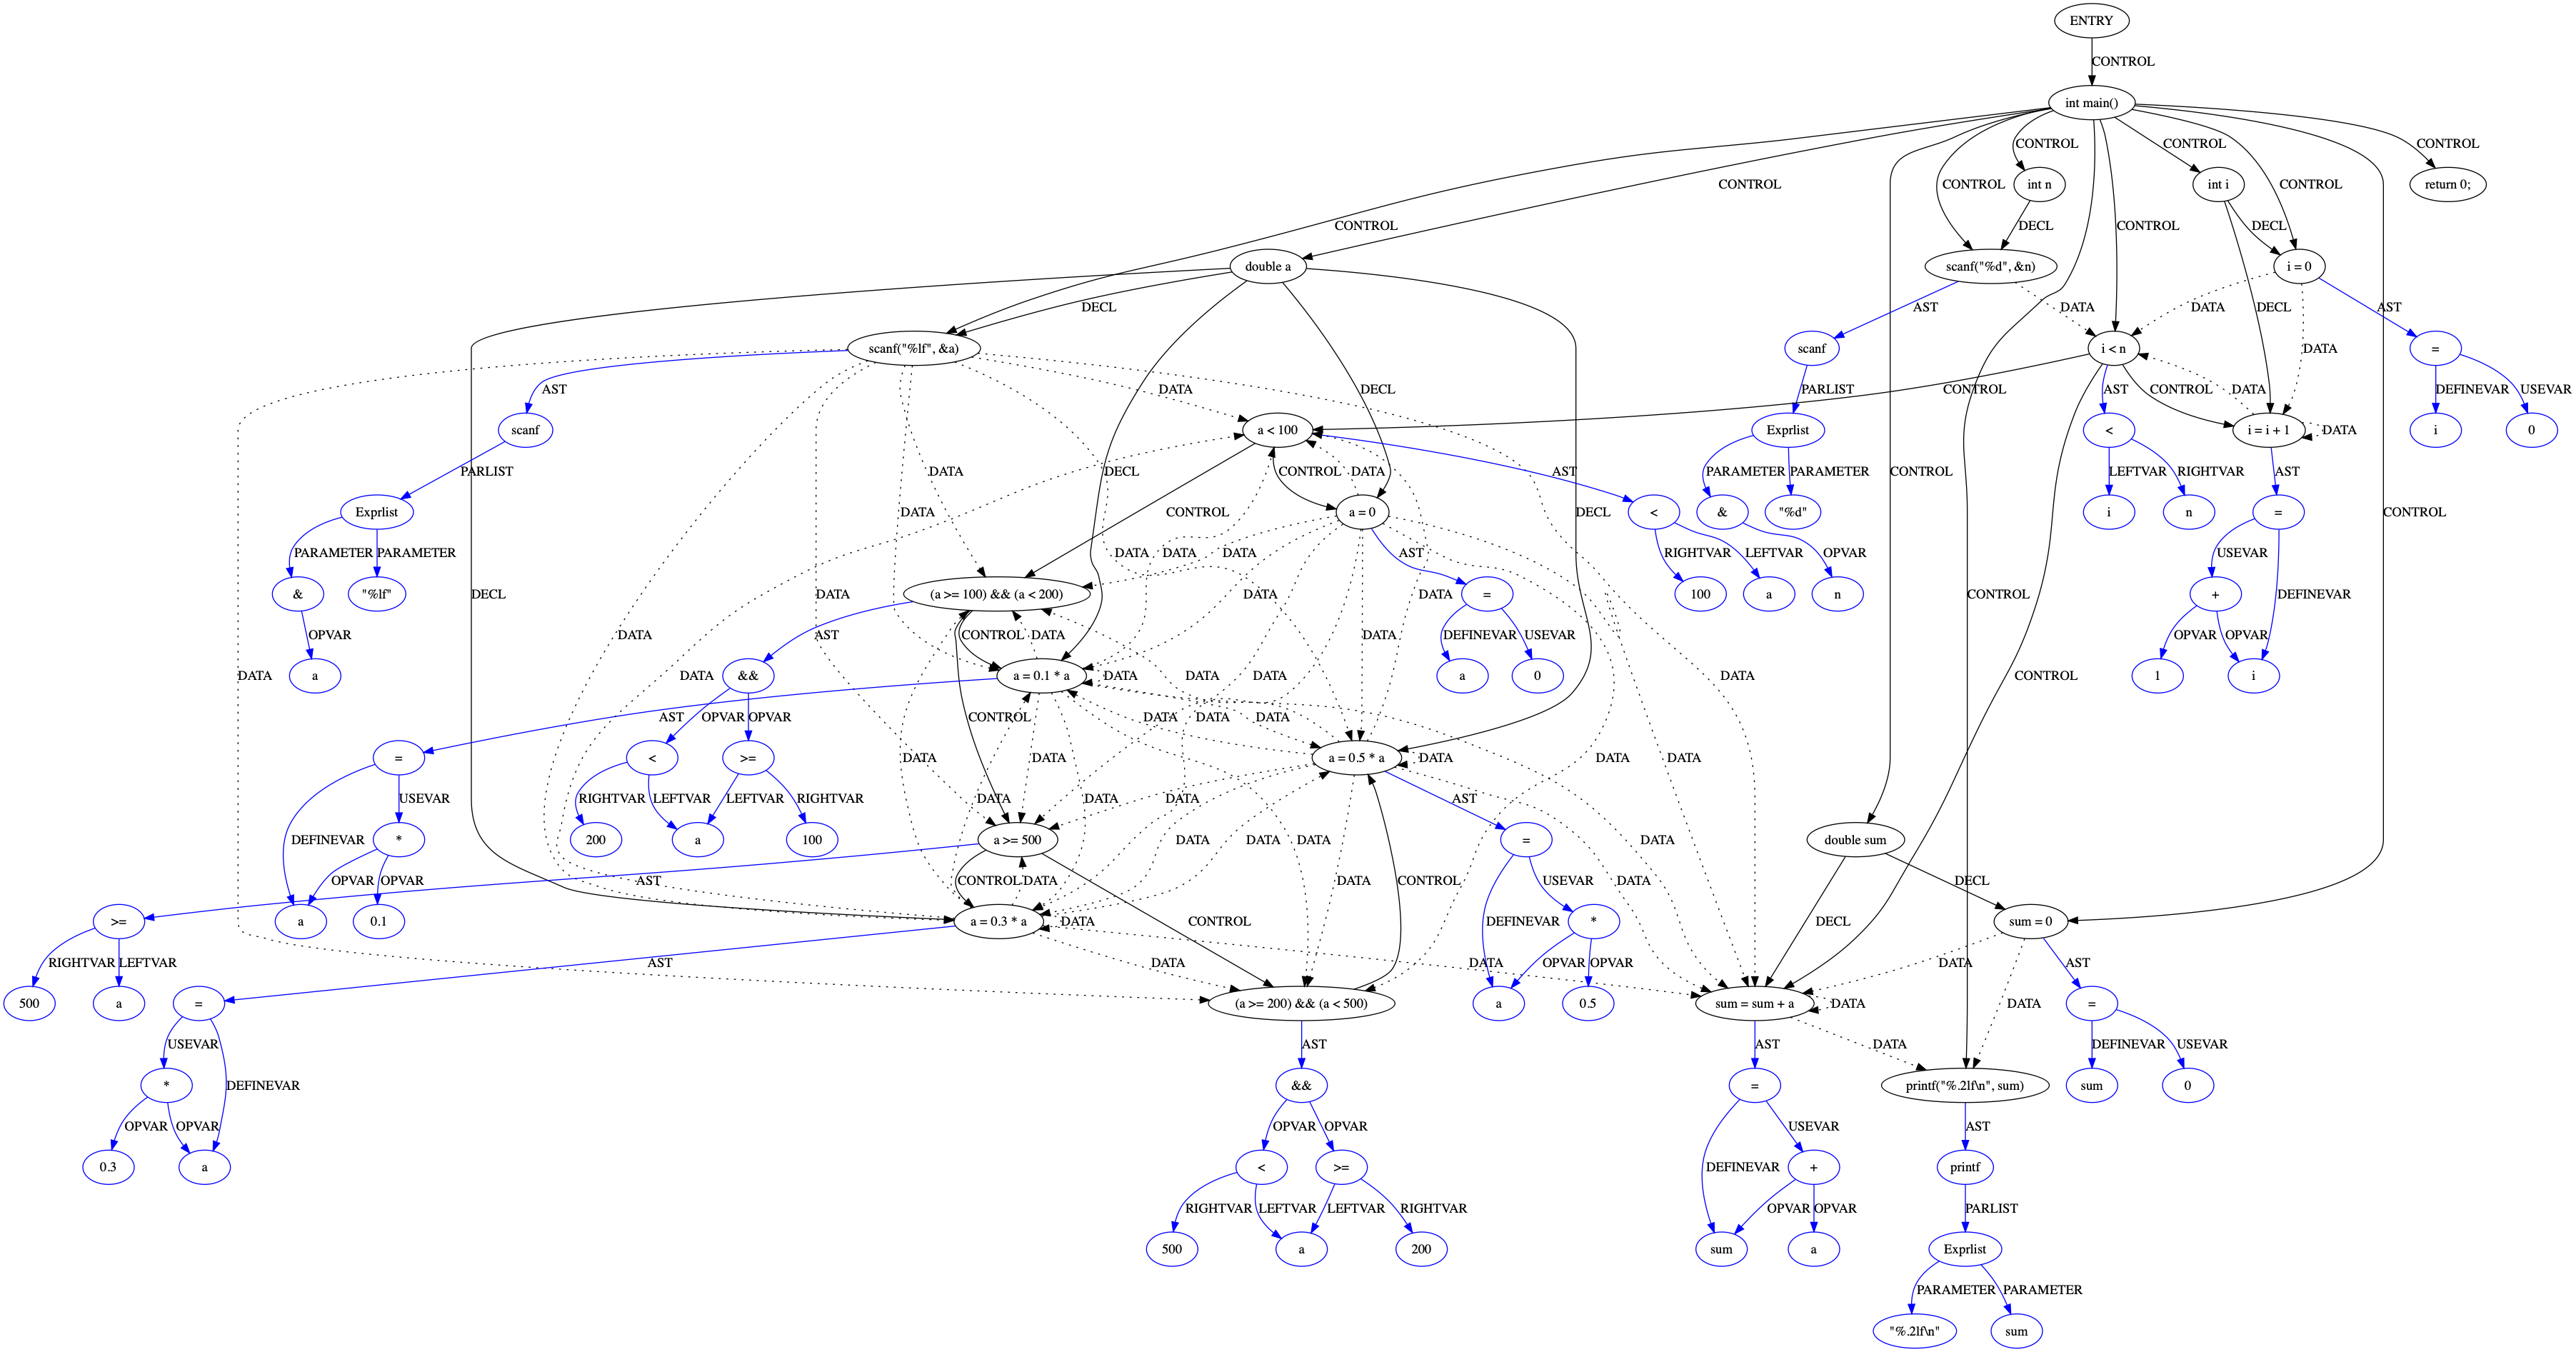 ENTRY
CONTROL
int main()
CONTROL
CONTROL
CONTROL
CONTROL
CONTROL
int n
int i
return 0;
CONTROL
CONTROL
CONTROL
CONTROL
DECL
DECL
double a
scanf("%d", &n)
i = 0
DECL
AST
DATA
DATA
DECL
AST
scanf("%lf", &a)
scanf
i < n
DATA
=
AST
DATA
DECL
CONTROL
PARLIST
AST
CONTROL
DATA
DEFINEVAR
USEVAR
scanf
a < 100
Exprlist
<
i = i + 1
DATA
i
0
PARLIST
DATA
DECL
CONTROL
DATA
AST
PARAMETER
PARAMETER
CONTROL
LEFTVAR
RIGHTVAR
AST
Exprlist
DATA
CONTROL
a = 0
DECL
<
&
"%d"
i
n
=
CONTROL
PARAMETER
PARAMETER
DATA
DATA
DATA
AST
DATA
RIGHTVAR
LEFTVAR
OPVAR
USEVAR
&
"%lf"
DECL
DATA
(a >= 100) && (a < 200)
DATA
=
100
a
n
CONTROL
+
DEFINEVAR
OPVAR
DATA
AST
CONTROL
DATA
DATA
DEFINEVAR
USEVAR
OPVAR
OPVAR
DATA
a
DATA
&&
a = 0.1 * a
DATA
DATA
DATA
a
0
DATA
CONTROL
1
i
AST
OPVAR
OPVAR
CONTROL
DATA
DATA
DATA
=
<
>=
DATA
DATA
a = 0.5 * a
DATA
DATA
DATA
USEVAR
RIGHTVAR
LEFTVAR
LEFTVAR
RIGHTVAR
DATA
DATA
DATA
DATA
AST
DEFINEVAR
*
200
a
100
a >= 500
DATA
DATA
DATA
=
DATA
double sum
OPVAR
OPVAR
AST
CONTROL
DATA
DATA
CONTROL
USEVAR
DATA
DECL
>=
a
0.1
a = 0.3 * a
DATA
CONTROL
DEFINEVAR
*
DECL
sum = 0
RIGHTVAR
LEFTVAR
AST
DATA
DATA
OPVAR
OPVAR
DATA
AST
500
a
=
(a >= 200) && (a < 500)
a
0.5
sum = sum + a
DATA
DATA
=
USEVAR
AST
AST
DATA
DEFINEVAR
USEVAR
*
DEFINEVAR
&&
=
printf("%.2lf\n", sum)
sum
0
OPVAR
OPVAR
OPVAR
OPVAR
USEVAR
AST
0.3
a
<
>=
DEFINEVAR
+
printf
RIGHTVAR
LEFTVAR
LEFTVAR
RIGHTVAR
OPVAR
OPVAR
PARLIST
500
a
200
sum
a
Exprlist
PARAMETER
PARAMETER
"%.2lf\n"
sum